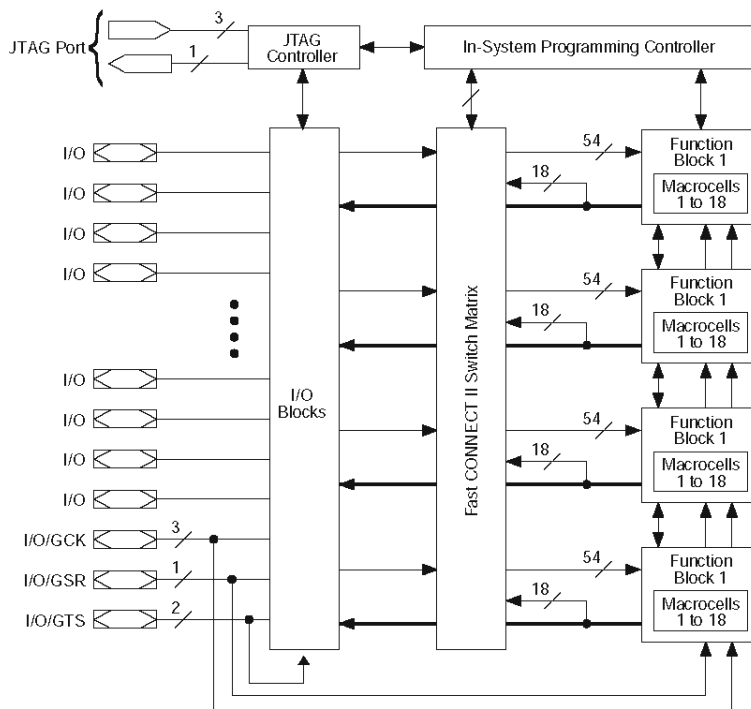 3
JTAG Port
1
JTAG
Controller
In-System Programming Controller
I/O
I/O
I/O
I/O
I/O
I/O
I/O
I/O
I/O/GCK
3
I/O/GSR
1
I/O/GTS
2
I/O
Blocks
Fast CONNECT II Switch Matrix
54
18
Function
Block 1
Macrocells
1 to 18
54
18
Function
Block 1
Macrocells
1 to 18
54
18
Function
Block 1
Macrocells
1 to 18
54
18
Function
Block 1
Macrocells
1 to 18